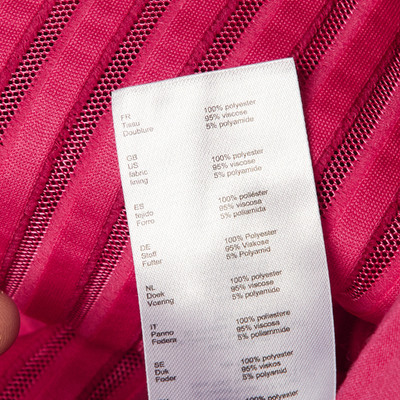 FR
Tissu 100% polyester
Doublure 95% viscose
5% polyamide
GB
US 100% polyester
fabric 95% viscose
lining 5% polyamide
ES
tejido 100% poliéster
Forro 95% viscosa
5% poliamida
DE
Stoff 100% Polyester
Futter 95% Viskose
5% Polyamid
NL
Doek 100% polyester
Voering 95% viscose
5% polyamide
IT
Panno 100% poliestere
Fodera 95% viscosa
5% poliammide
SE
Duk 100% polyester
Foder 95% viskos
5% polyamid